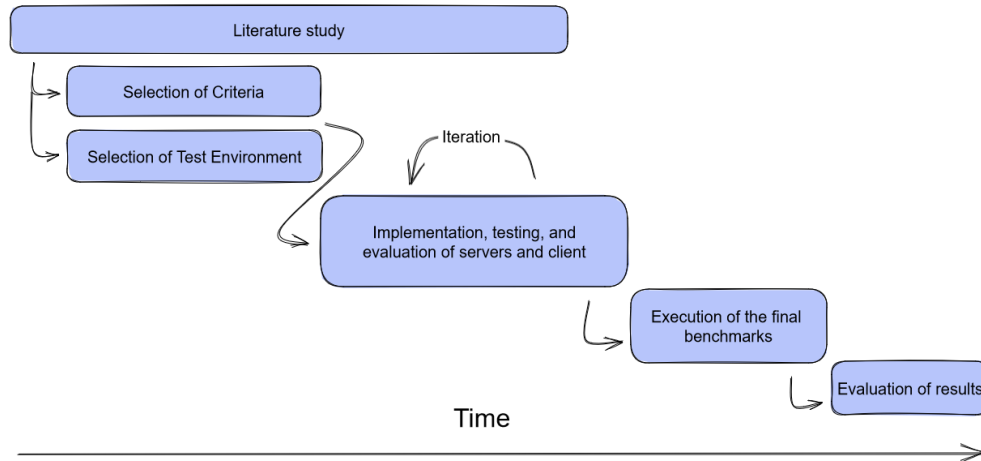 Literature study
Selection of Criteria
Selection of Test Environment
Iteration
Implementation, testing, and
evaluation of servers and client
Execution of the final
benchmarks
Evaluation of results
Time